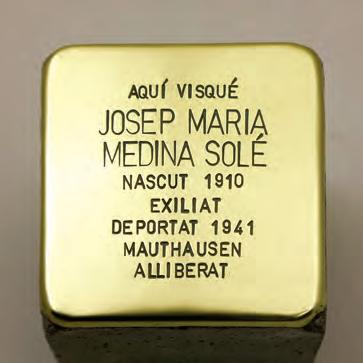 AQUÍ VISQUÉ
JOSEP MARIA
MEDINA SOLÉ
NASCUT 1910
EXILIAT
DEPORTAT 1941
MAUTHAUSEN
ALLIBERAT